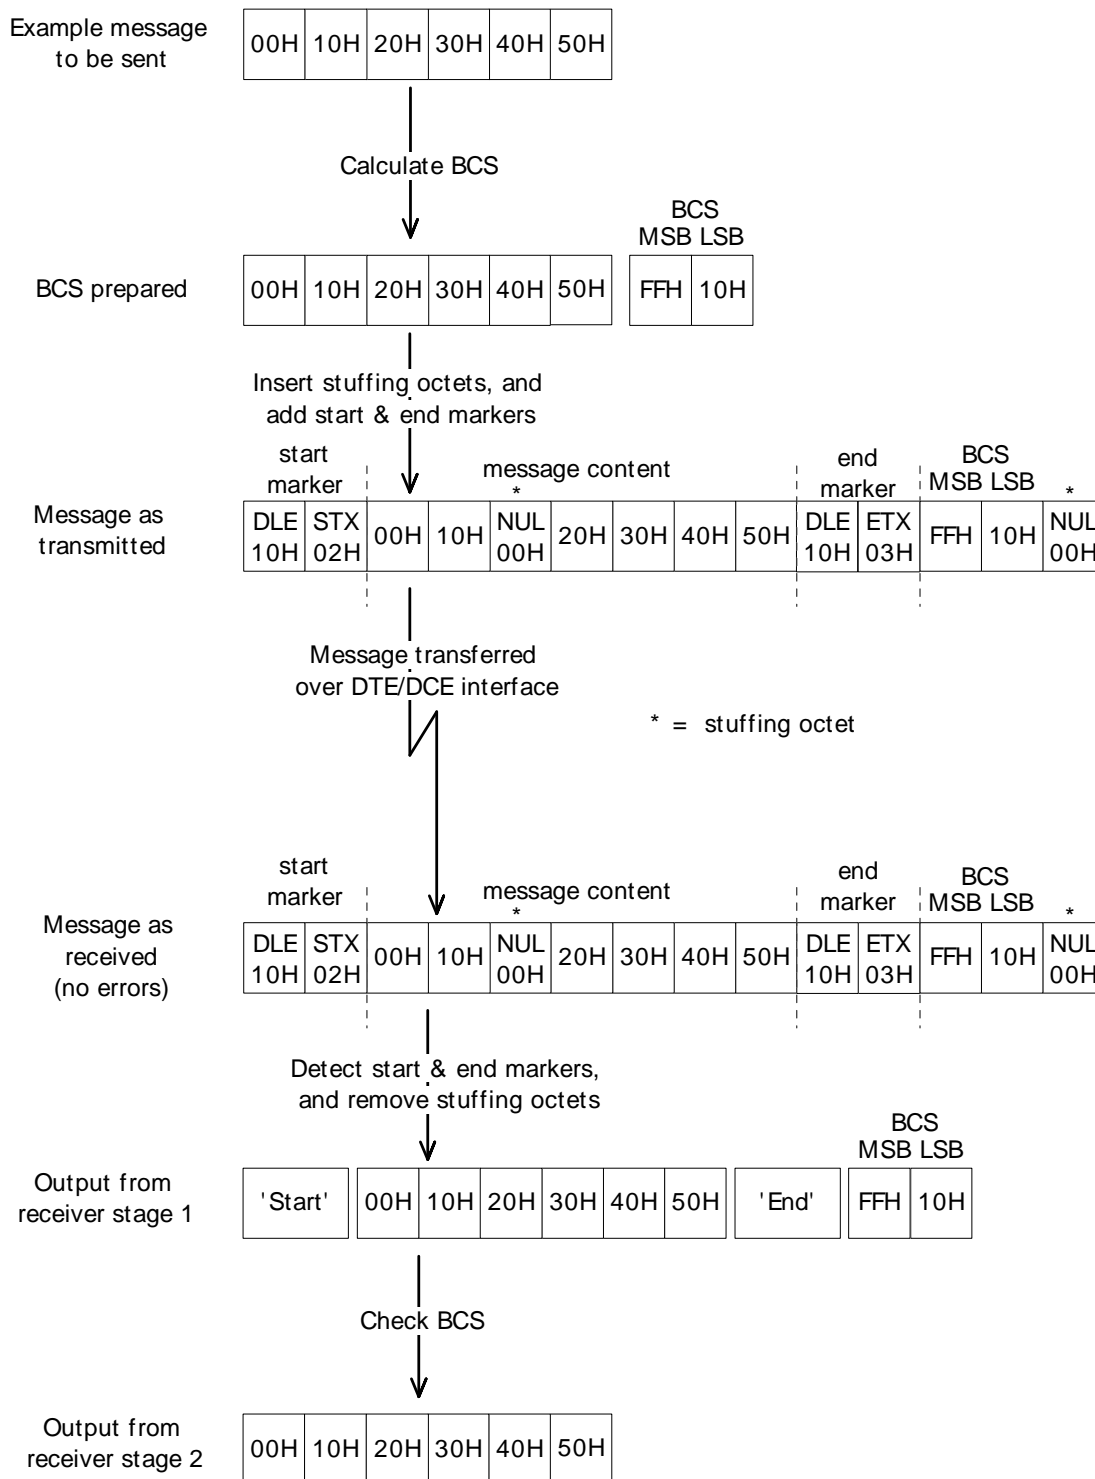 Example message
to be sent
00H 10H 20H 30H 40H 50H
Calculate BCS
BCS
MSB LSB
BCS prepared
00H 10H 20H 30H 40H 50H FFH 10H
Insert stuffing octets, and
add start & end markers
start
marker
message content
end
marker
BCS
MSB LSB
* *
Message as
transmitted
DLE STX 00H 10H NUL 20H 30H 40H 50H DLE ETX FFH 10H NUL
10H 02H 00H 10H 03H 00H
Message transferred
over DTE/DCE interface
* = stuffing octet
start
marker
message content
end
marker
BCS
MSB LSB
* *
Message as
received
(no errors)
DLE STX 00H 10H NUL 20H 30H 40H 50H DLE ETX FFH 10H NUL
10H 02H 00H 10H 03H 00H
Detect start & end markers,
and remove stuffing octets
BCS
MSB LSB
Output from
receiver stage 1
'Start' 00H 10H 20H 30H 40H 50H 'End' FFH 10H
Check BCS
Output from
receiver stage 2
00H 10H 20H 30H 40H 50H